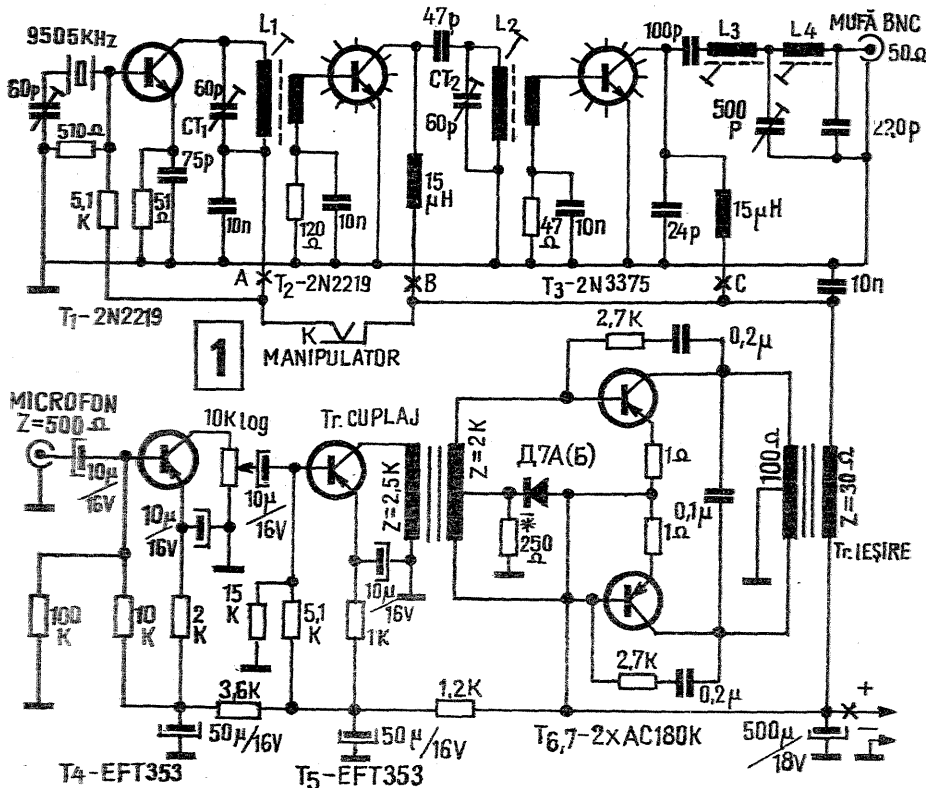 9505KHz
L1
47p
L2
100p
L3
L4
MUFĂ BNC
50Ω
60p
60p
CT1
CT2
60p
500
p
220p
510Ω
75p
5,1
K
51
Ω
10n
120
Ω
10n
15
μH
47
Ω
10n
24p
15μH
A
T2-2N2219
B
T3-2N3375
C
10n
T1-2N2219
K
MANIPULATOR
1
2,7K
0,2μ
MICROFON
Z=500Ω
10K log
Tr. CUPLAJ
10μ
/16V
10μ
/16V
10μ
/16V
Z=2,5K
Z=2K
Д7А(Б)
*
250
Ω
1Ω
1Ω
0,1μ
100Ω
Z=30Ω
Tr. IEȘIRE
100
K
10
K
2
K
15
K
5,1
K
10μ
/16V
1K
2,7K
0,2μ
3,6K
1,2K
50μ/16V
50μ/16V
T6,7-2xAC180K
500μ
/18V
+
−
T4-EFT353
T5-EFT353